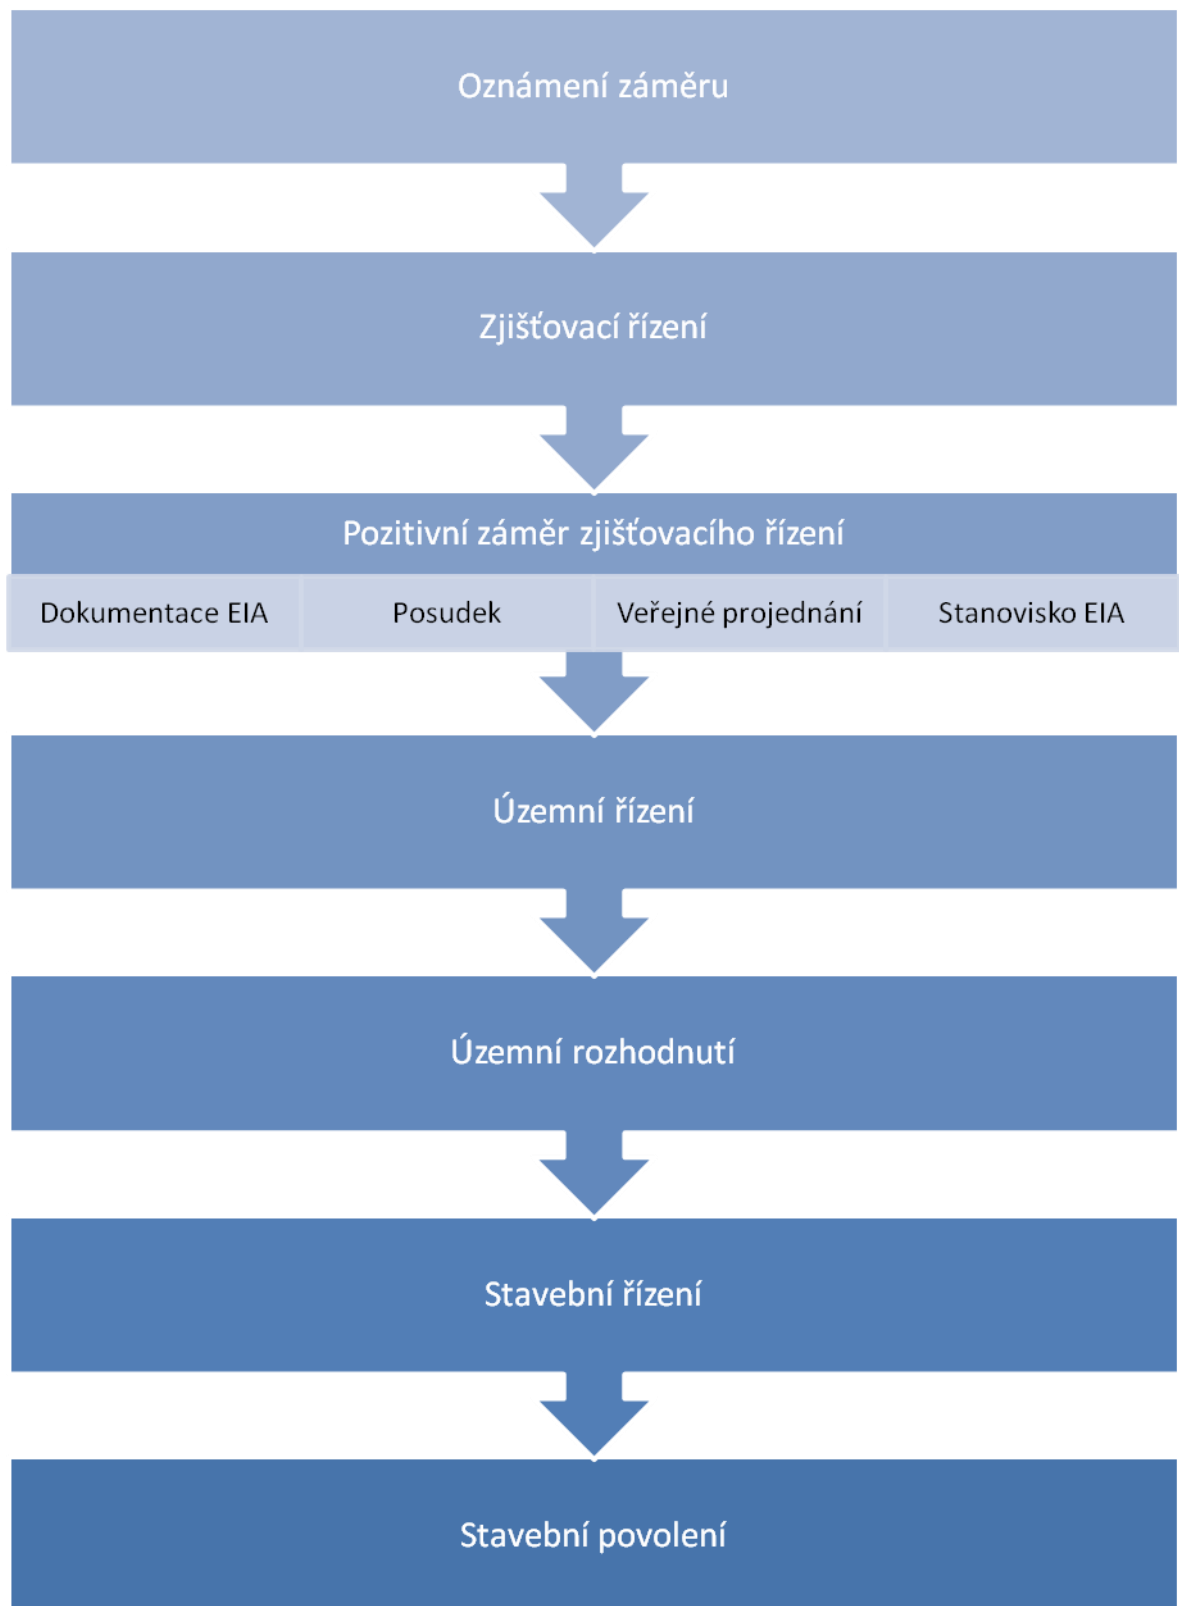 Oznámení záměru
Zjišťovací řízení
Pozitivní záměr zjišťovacího řízení
Dokumentace EIA
Posudek
Veřejné projednání
Stanovisko EIA
Územní řízení
Územní rozhodnutí
Stavební řízení
Stavební povolení